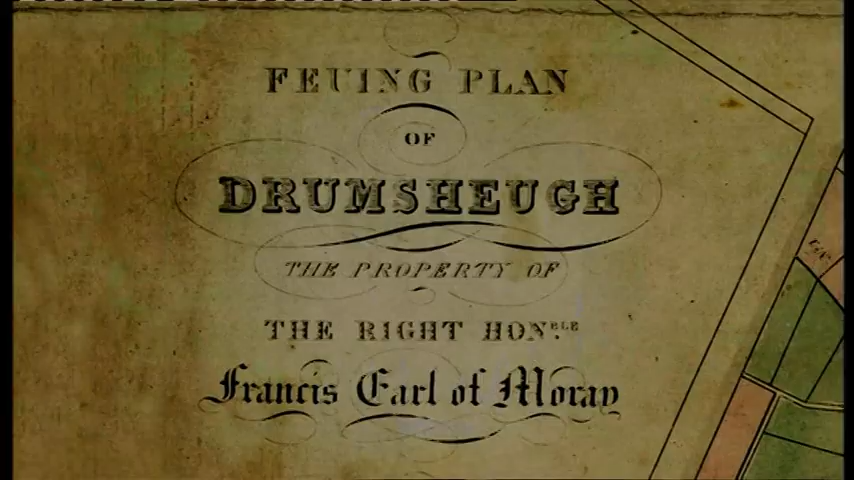 FEUING PLAN
OF
DRUMSHEUGH
THE PROPERTY OF
THE RIGHT HON.BLE
Francis Earl of Moray